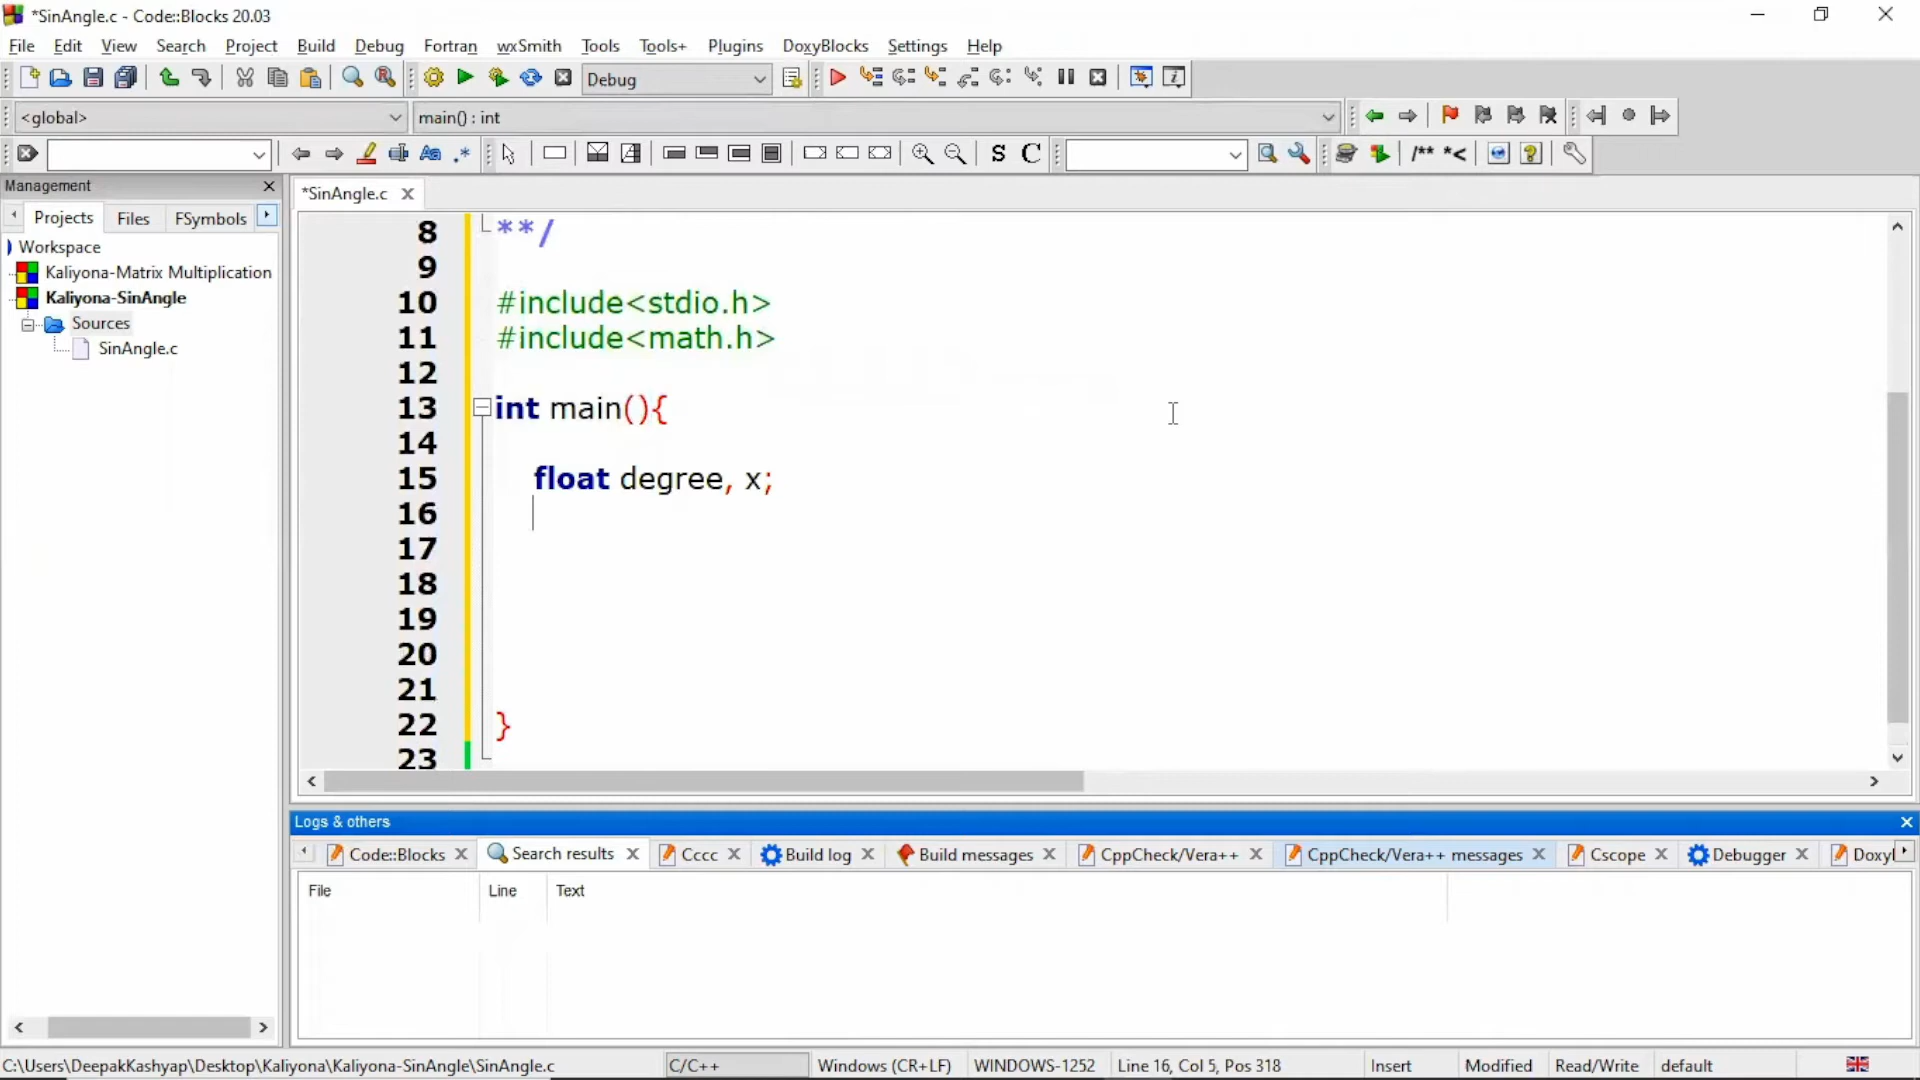 *SinAngle.c - Code::Blocks 20.03
File Edit View Search Project Build Debug Fortran wxSmith Tools Tools+ Plugins DoxyBlocks Settings Help
Debug
<global> main() : int
Aa .* S C /** *<
Management
*SinAngle.c
Projects Files FSymbols
Workspace
Kaliyona-Matrix Multiplication
Kaliyona-SinAngle
Sources
SinAngle.c
8 **/
9
10 #include<stdio.h>
11 #include<math.h>
12
13 int main(){
14
15 float degree, x;
16
17
18
19
20
21
22 }
23
Logs & others
Code::Blocks Search results Cccc Build log Build messages CppCheck/Vera++ CppCheck/Vera++ messages Cscope Debugger Doxyl
File Line Text
C:\Users\DeepakKashyap\Desktop\Kaliyona\Kaliyona-SinAngle\SinAngle.c C/C++ Windows (CR+LF) WINDOWS-1252 Line 16, Col 5, Pos 318 Insert Modified Read/Write default